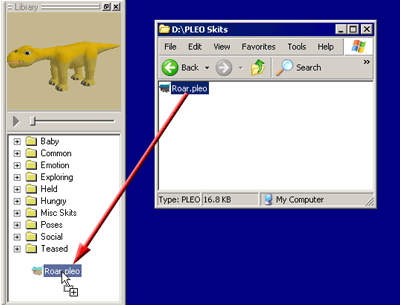 Library
Baby
Common
Emotion
Exploring
Held
Hungry
Misc Skits
Poses
Social
Teased
Roar.pleo
D:\PLEO Skits
File Edit View Favorites Tools Help
Back Search
Roar.pleo
Type: PLEO 16.8 KB My Computer